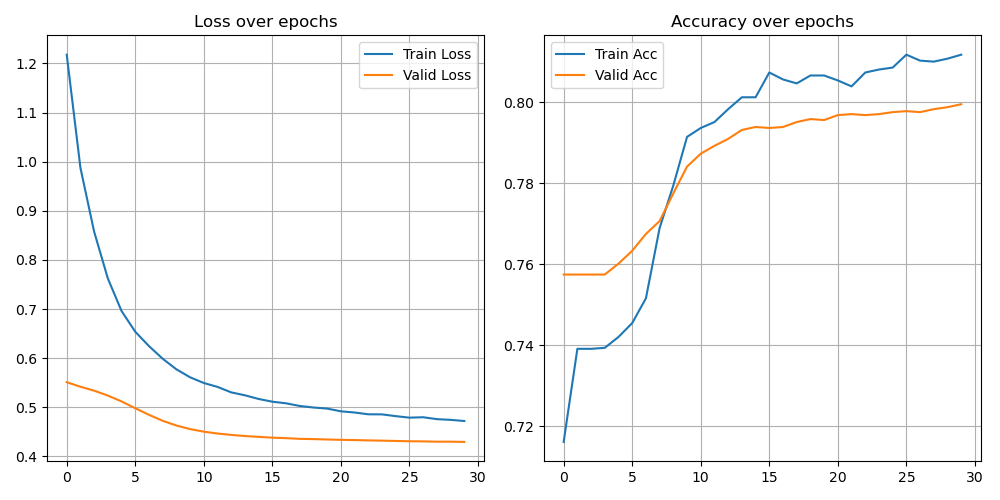 Loss over epochs
Train Loss
Valid Loss
1.2
1.1
1.0
0.9
0.8
0.7
0.6
0.5
0.4
0 5 10 15 20 25 30
Accuracy over epochs
Train Acc
Valid Acc
0.80
0.78
0.76
0.74
0.72
0 5 10 15 20 25 30